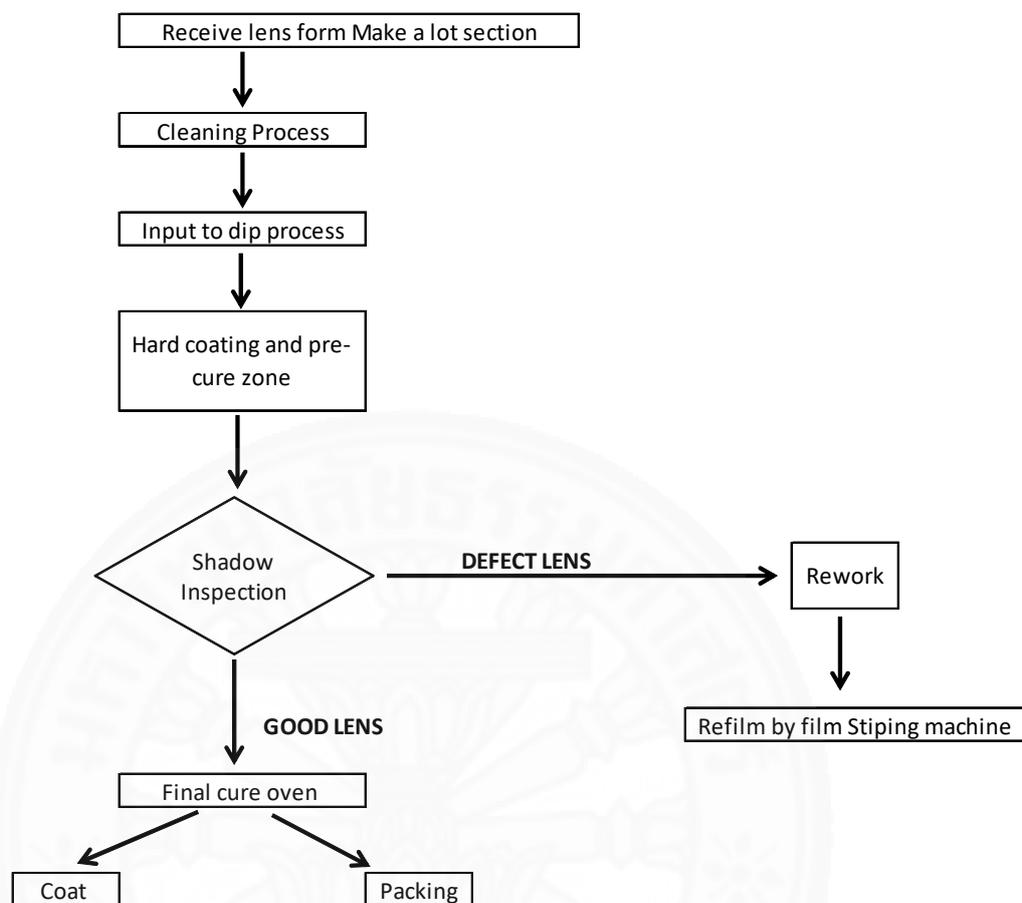 Receive lens form Make a lot section
Cleaning Process
Input to dip process
Hard coating and pre-
cure zone
Shadow
Inspection
DEFECT LENS
Rework
GOOD LENS
Refilm by film Stiping machine
Final cure oven
Coat
Packing